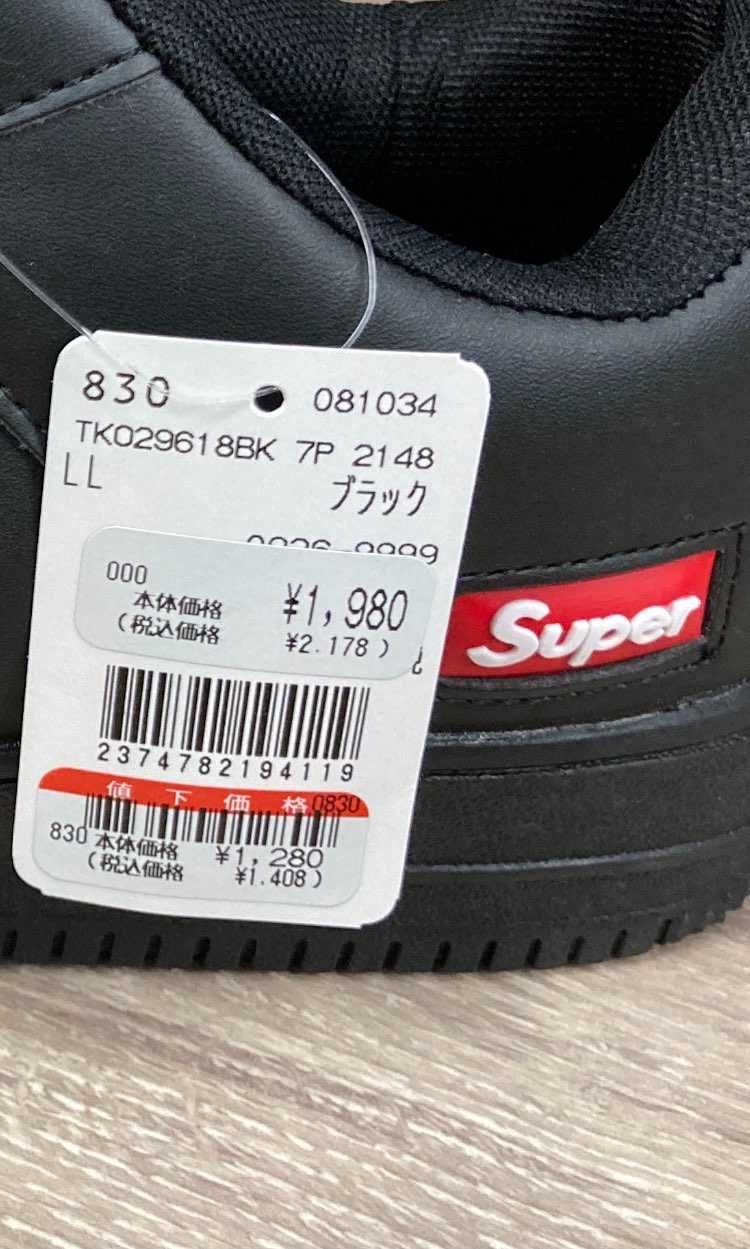 830 081034
TK029618BK 7P 2148
LL ブラック
000
本体価格 ¥1,980
(税込価格 ¥2.178)
2374782194119
値下価格 0830
830 本体価格 ¥1,280
(税込価格 ¥1.408)
Super